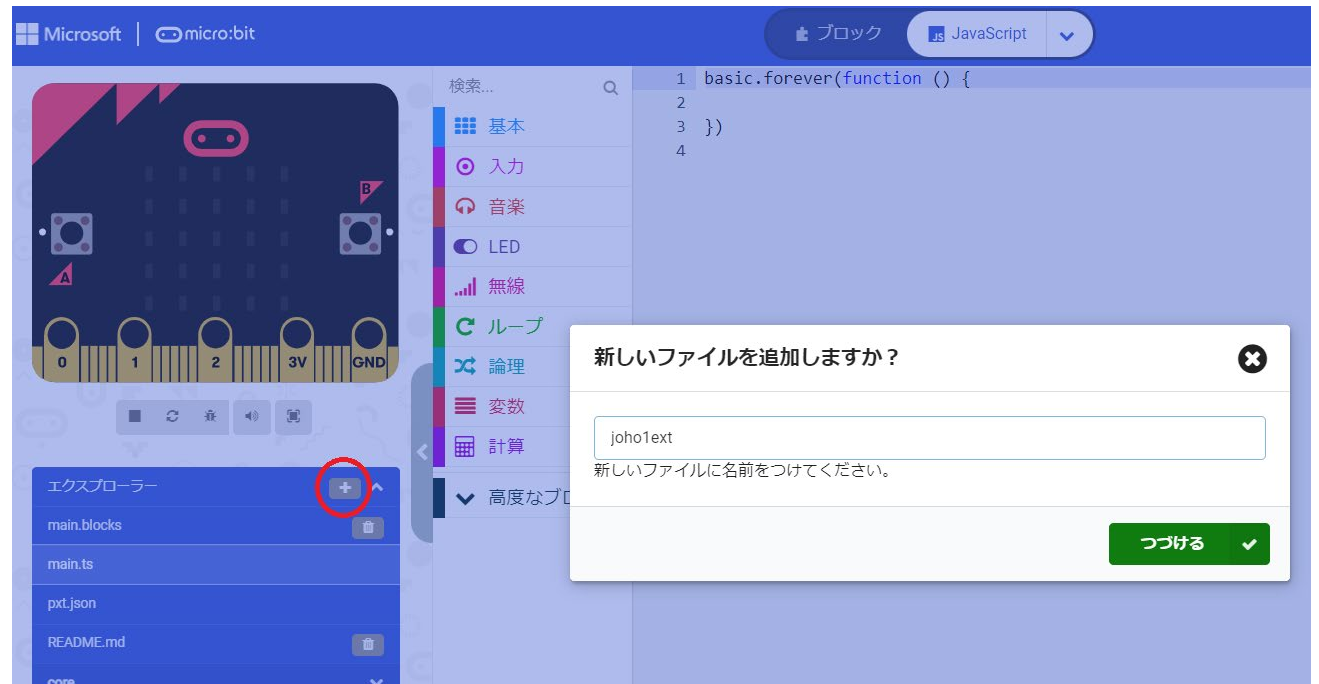 Microsoft micro:bit ブロック JavaScript
検索...
基本
入力
音楽
LED
無線
ループ
論理
変数
計算
高度なブロ
1 basic.forever(function () {
2
3 })
4
B
A
0 1 2 3V GND
エクスプローラー
main.blocks
main.ts
pxt.json
README.md
core
新しいファイルを追加しますか？
joho1ext
新しいファイルに名前をつけてください。
つづける